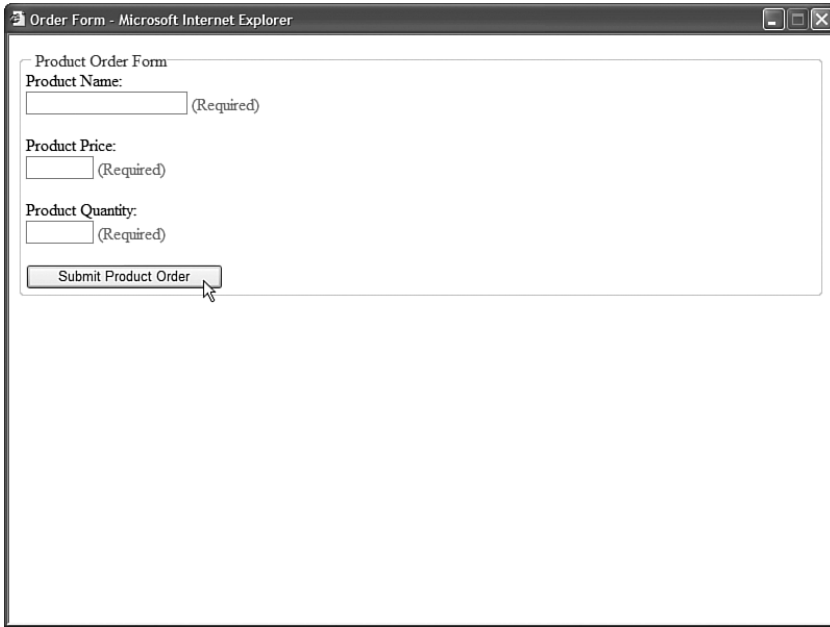 Order Form - Microsoft Internet Explorer
Product Order Form
Product Name:
(Required)
Product Price:
(Required)
Product Quantity:
(Required)
Submit Product Order